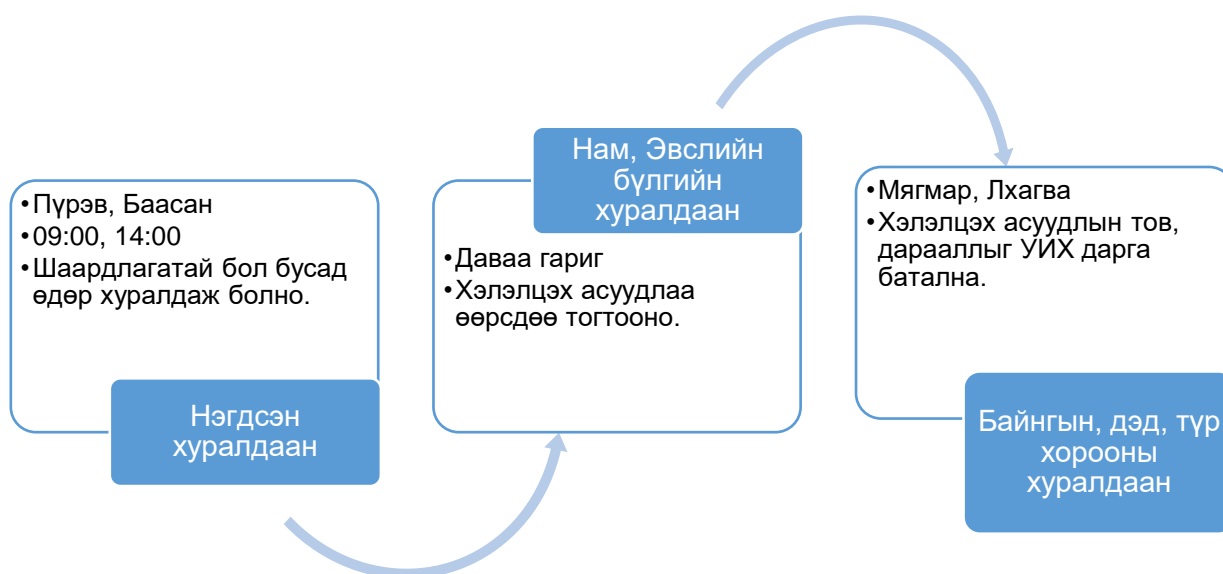 •Пүрэв, Баасан
•09:00, 14:00
•Шаардлагатай бол бусад
өдөр хуралдаж болно.
Нэгдсэн
хуралдаан
Нам, Эвслийн
бүлгийн
хуралдаан
•Даваа гариг
•Хэлэлцэх асуудлаа
өөрсдөө тогтооно.
•Мягмар, Лхагва
•Хэлэлцэх асуудлын тов,
дарааллыг УИХ дарга
батална.
Байнгын, дэд, түр
хорооны
хуралдаан